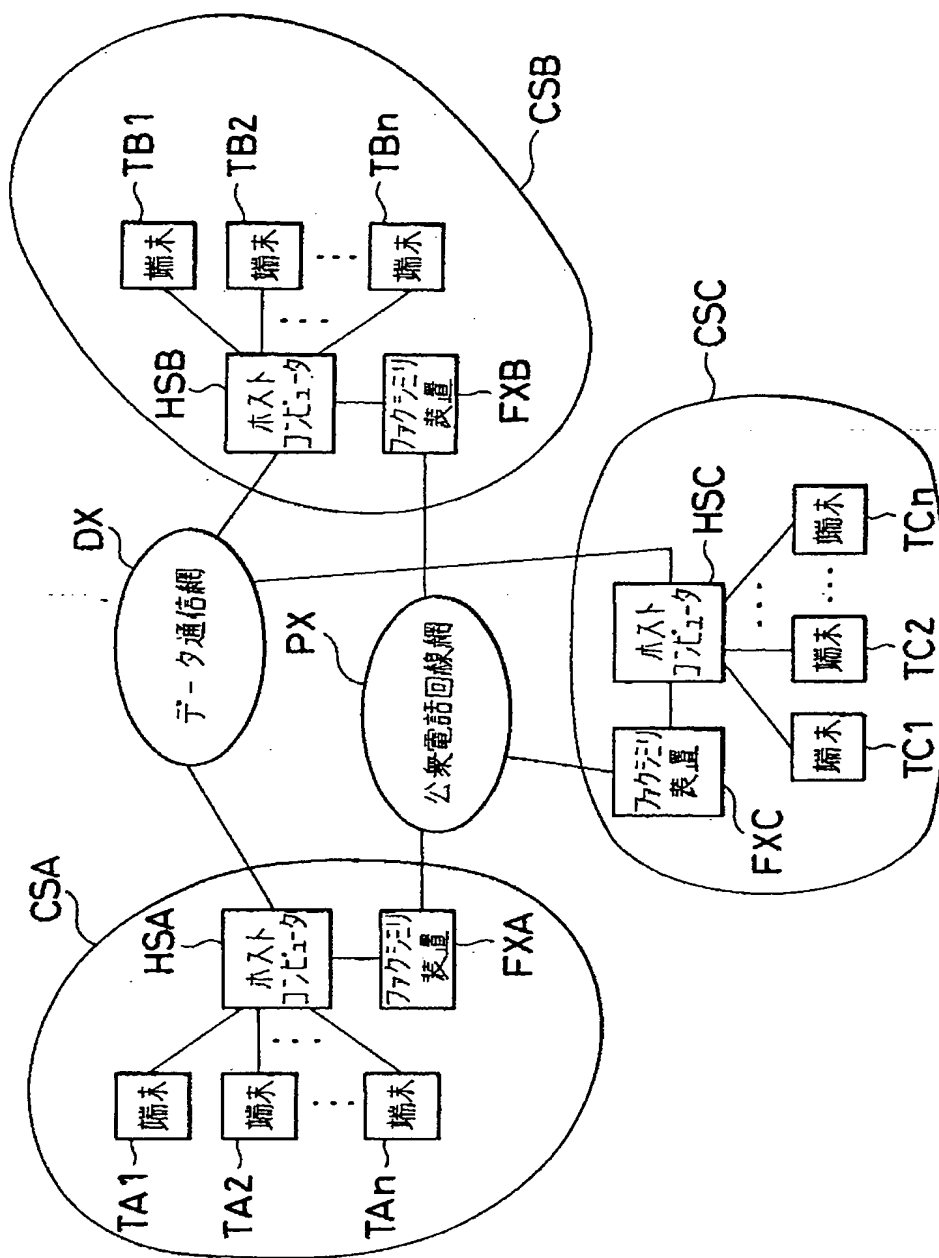 CSA
HSA
TA1
端末
TA2
端末
TAn
端末
ホスト
コンピュータ
ファクシミリ
装置
FXA
DX
データ通信網
PX
公衆電話回線網
CSB
HSB
TB1
端末
TB2
端末
TBn
端末
ホスト
コンピュータ
ファクシミリ
装置
FXB
CSC
HSC
ホスト
コンピュータ
ファクシミリ
装置
FXC
端末
TC1
端末
TC2
端末
TCn